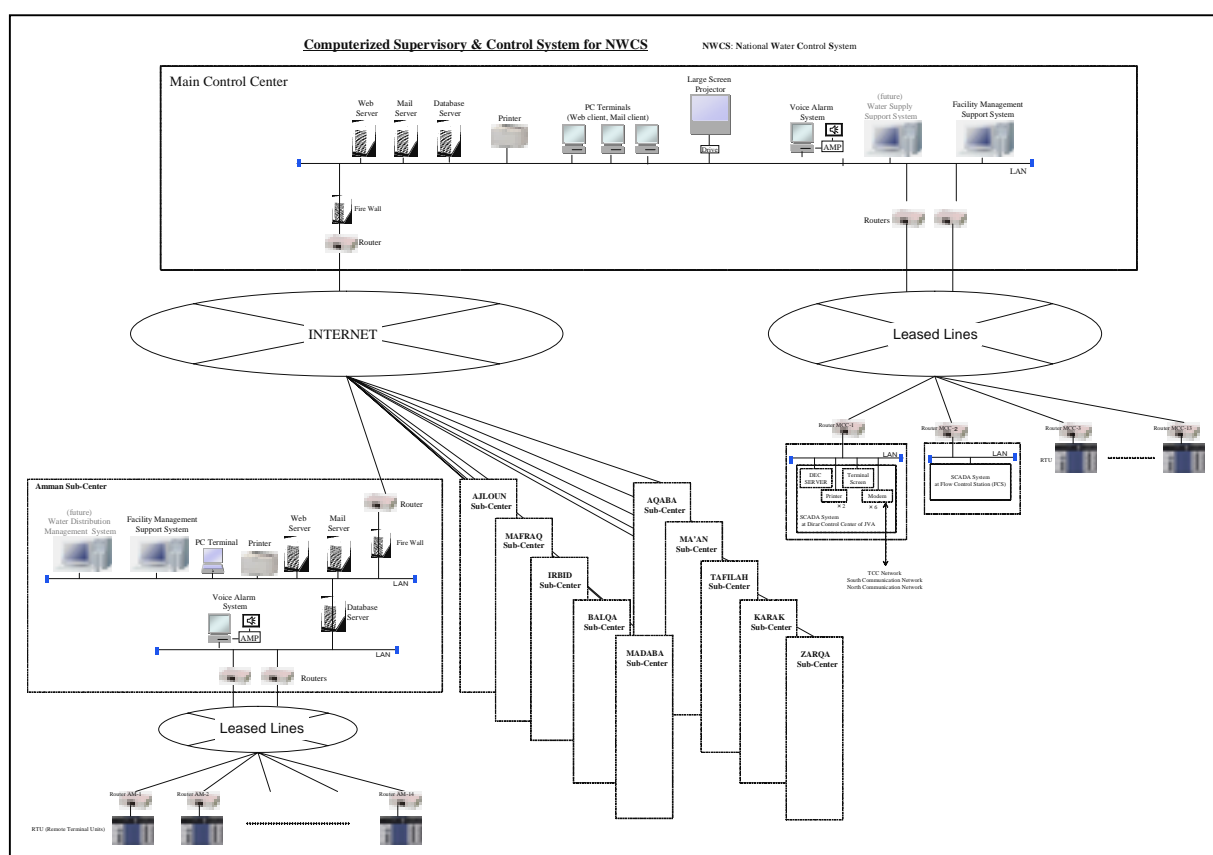 Computerized Supervisory & Control System for NWCS
NWCS: National Water Control System
Main Control Center
Web
Server
Mail
Server
Database
Server
Printer
PC Terminals
(Web client, Mail client)
Large Screen
Projector
Drive
Voice Alarm
System
AMP
(future)
Water Supply
Support System
Facility Management
Support System
LAN
Fire Wall
Router
Routers
INTERNET
Leased Lines
Router MCC-1
Router MCC-2
Router MCC-3
Router MCC-13
RTU
LAN
DEC
SERVER
Terminal
Screen
Printer
× 2
Modem
× 6
SCADA System
at Dirar Control Center of JVA
TCC Network
South Communication Network
North Communication Network
LAN
SCADA System
at Flow Control Station (FCS)
Amman Sub-Center
(future)
Water Distribution
Management System
Facility Management
Support System
PC Terminal
Printer
Web
Server
Mail
Server
Router
Fire Wall
LAN
Voice Alarm
System
AMP
Database
Server
LAN
Routers
Leased Lines
Router AM-1
Router AM-2
Router AM-14
RTU (Remote Terminal Units)
AJLOUN
Sub-Center
MAFRAQ
Sub-Center
IRBID
Sub-Center
BALQA
Sub-Center
MADABA
Sub-Center
AQABA
Sub-Center
MA'AN
Sub-Center
TAFILAH
Sub-Center
KARAK
Sub-Center
ZARQA
Sub-Center